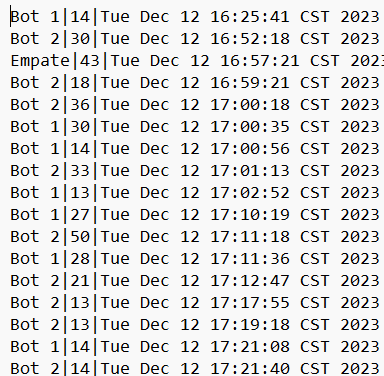 Bot 1|14|Tue Dec 12 16:25:41 CST 2023
Bot 2|30|Tue Dec 12 16:52:18 CST 2023
Empate|43|Tue Dec 12 16:57:21 CST 2023
Bot 2|18|Tue Dec 12 16:59:21 CST 2023
Bot 2|36|Tue Dec 12 17:00:18 CST 2023
Bot 1|30|Tue Dec 12 17:00:35 CST 2023
Bot 1|14|Tue Dec 12 17:00:56 CST 2023
Bot 2|33|Tue Dec 12 17:01:13 CST 2023
Bot 1|13|Tue Dec 12 17:02:52 CST 2023
Bot 1|27|Tue Dec 12 17:10:19 CST 2023
Bot 2|50|Tue Dec 12 17:11:18 CST 2023
Bot 1|28|Tue Dec 12 17:11:36 CST 2023
Bot 2|21|Tue Dec 12 17:12:47 CST 2023
Bot 2|13|Tue Dec 12 17:17:55 CST 2023
Bot 2|13|Tue Dec 12 17:19:18 CST 2023
Bot 1|14|Tue Dec 12 17:21:08 CST 2023
Bot 2|14|Tue Dec 12 17:21:40 CST 2023